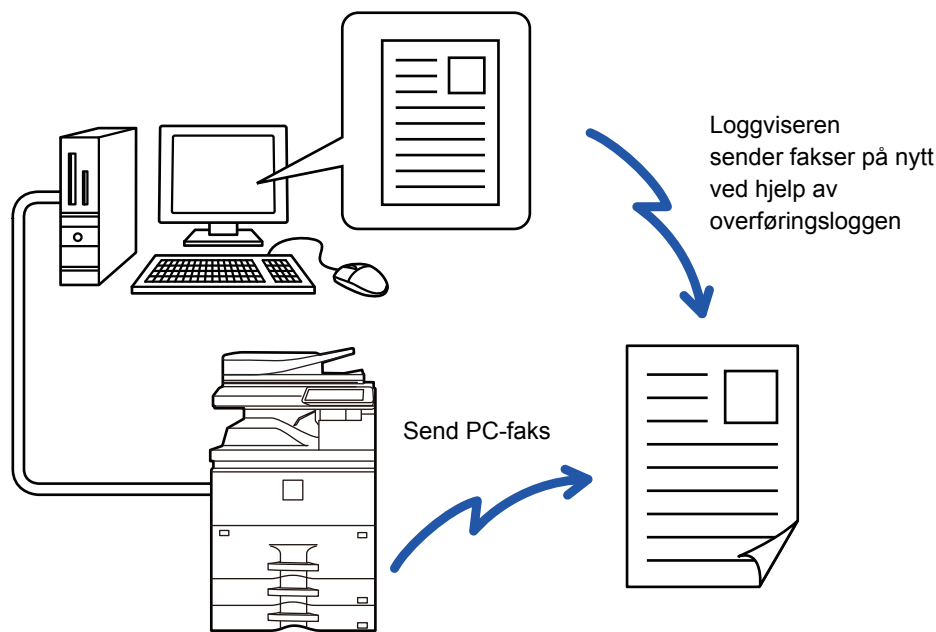 Loggviseren
sender fakser på nytt
ved hjelp av
overføringsloggen
Send PC-faks